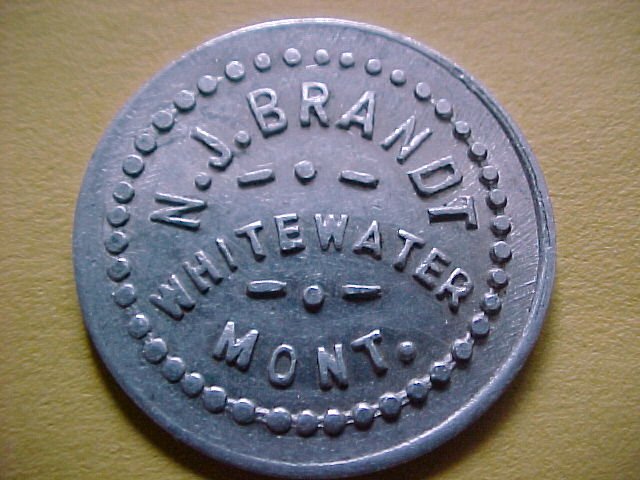 N. J. BRANDT
WHITEWATER
MONT.